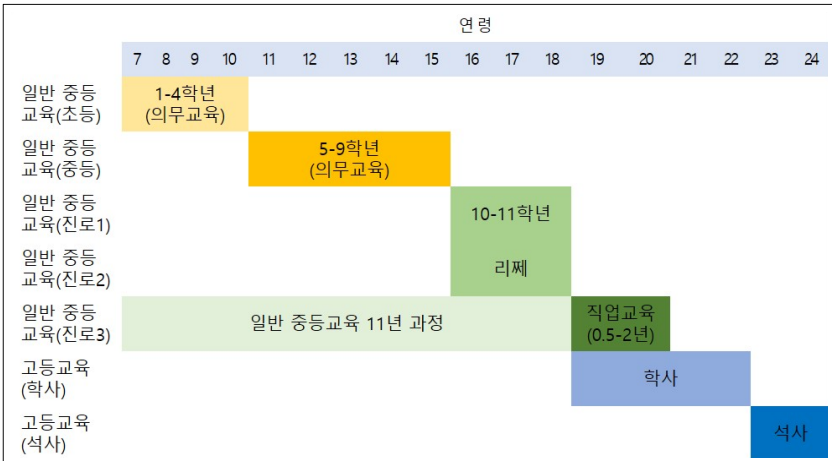 연령
7 8 9 10 11 12 13 14 15 16 17 18 19 20 21 22 23 24
일반 중등
교육(초등)
1-4학년
(의무교육)
일반 중등
교육(중등)
5-9학년
(의무교육)
일반 중등
교육(진로1)
10-11학년
일반 중등
교육(진로2)
리쩨
일반 중등
교육(진로3)
일반 중등교육 11년 과정
직업교육
(0.5-2년)
고등교육
(학사)
학사
고등교육
(석사)
석사